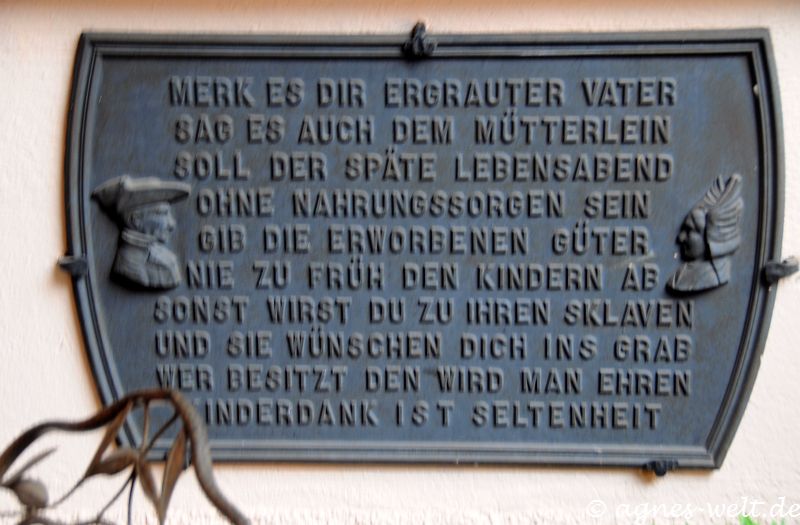 MERK ES DIR ERGRAUTER VATER
SAG ES AUCH DEM MÜTTERLEIN
SOLL DER SPÄTE LEBENSABEND
OHNE NAHRUNGSSORGEN SEIN
GIB DIE ERWORBENEN GÜTER
NIE ZU FRÜH DEN KINDERN AB
SONST WIRST DU ZU IHREN SKLAVEN
UND SIE WÜNSCHEN DICH INS GRAB
WER BESITZT DEN WIRD MAN EHREN
KINDERDANK IST SELTENHEIT
© agnes-welt.de